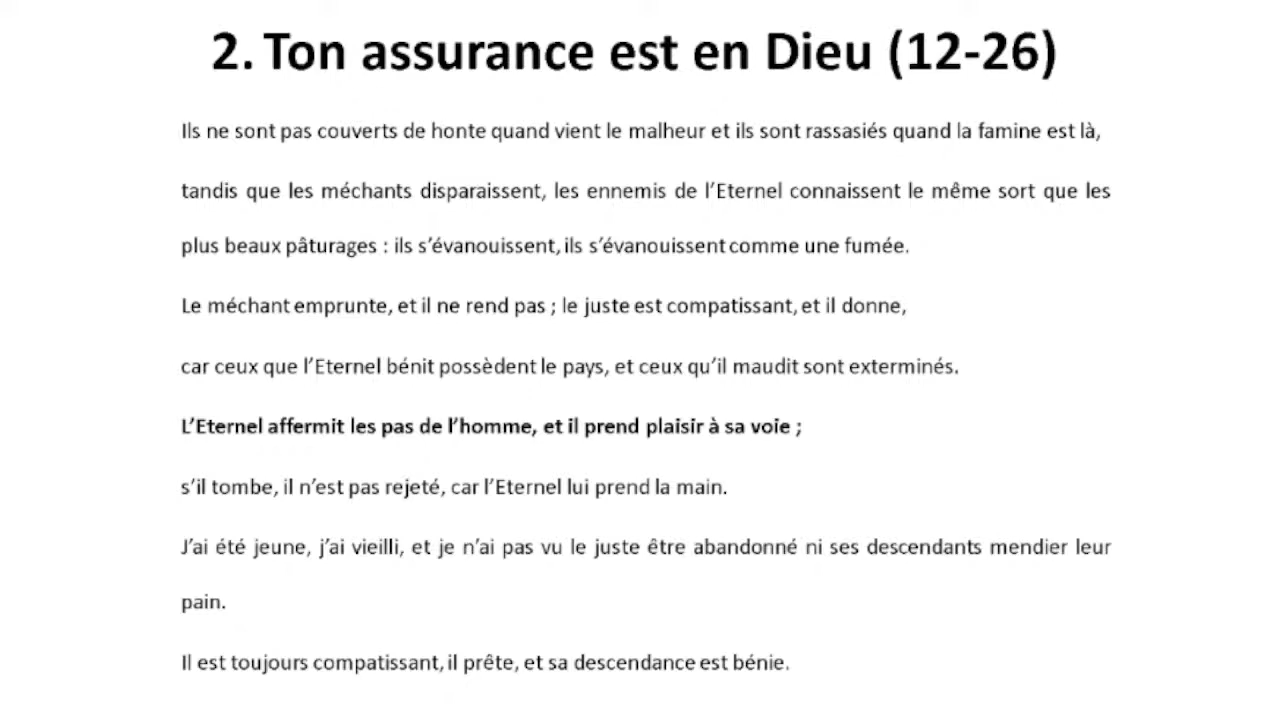 2. Ton assurance est en Dieu (12-26)
Ils ne sont pas couverts de honte quand vient le malheur et ils sont rassasiés quand la famine est là,
tandis que les méchants disparaissent, les ennemis de l’Eternel connaissent le même sort que les
plus beaux pâturages : ils s’évanouissent, ils s’évanouissent comme une fumée.
Le méchant emprunte, et il ne rend pas ; le juste est compatissant, et il donne,
car ceux que l’Eternel bénit possèdent le pays, et ceux qu’il maudit sont exterminés.
L’Eternel affermit les pas de l’homme, et il prend plaisir à sa voie ;
s’il tombe, il n’est pas rejeté, car l’Eternel lui prend la main.
J’ai été jeune, j’ai vieilli, et je n’ai pas vu le juste être abandonné ni ses descendants mendier leur
pain.
Il est toujours compatissant, il prête, et sa descendance est bénie.